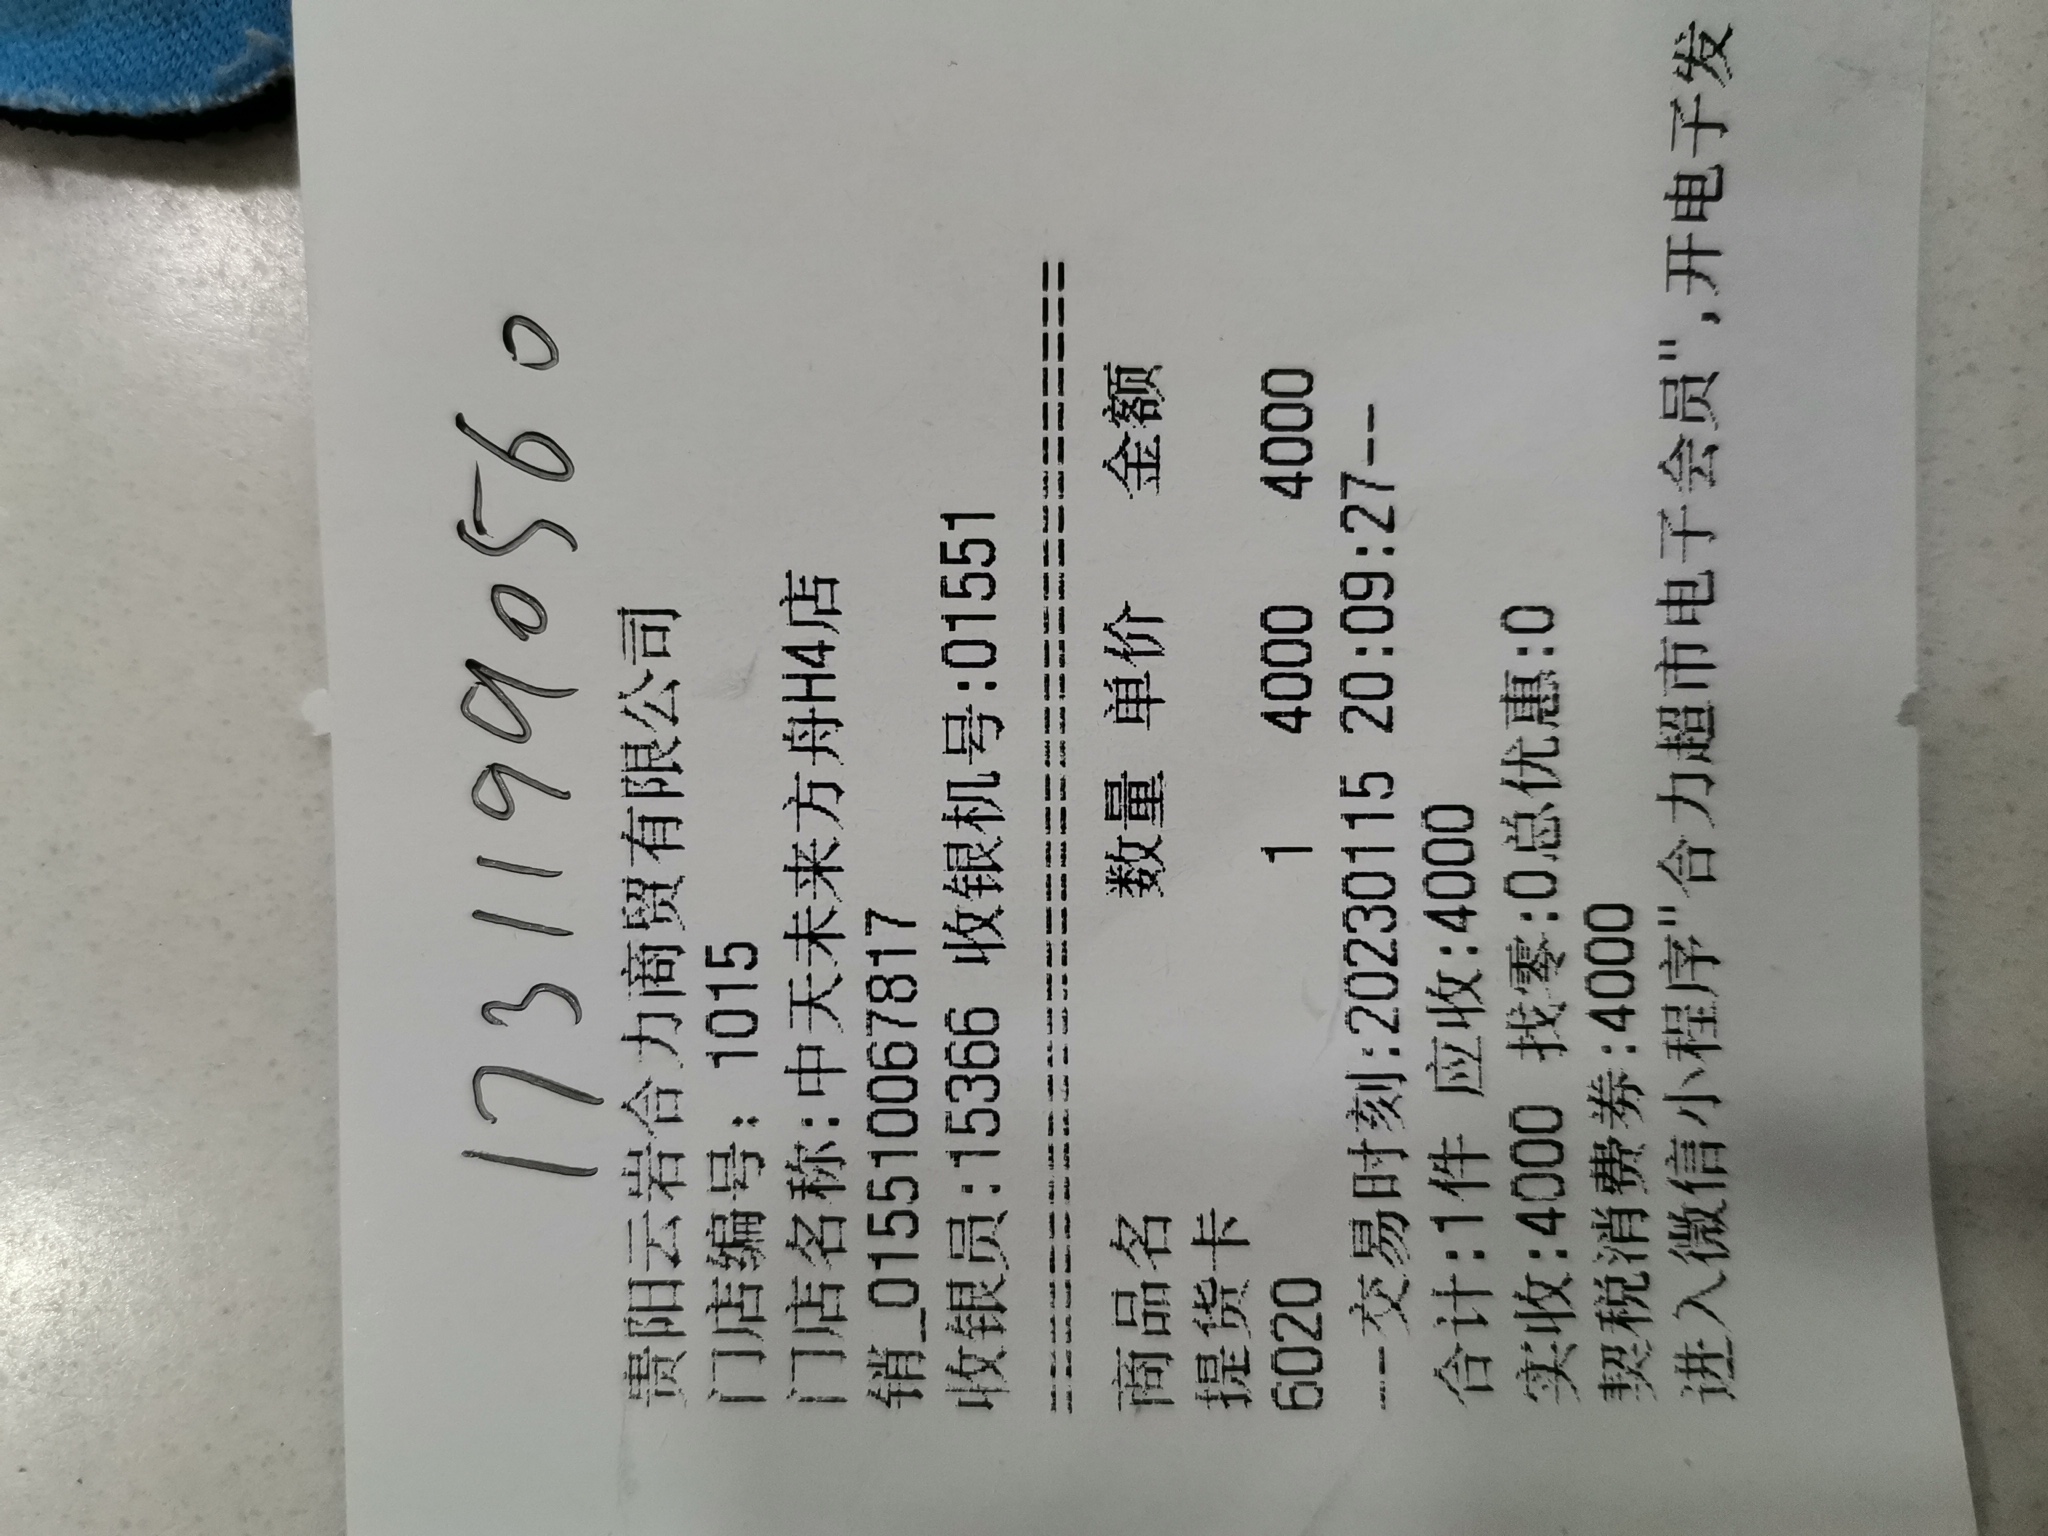 17311990560
贵阳云岩合力商贸有限公司
门店编号: 1015
门店名称:中天未来方舟H4店
销_015510067817
收银员:15366 收银机号:01551
================================
商品名 数量 单价 金额
提货卡
6020 1 4000 4000
--交易时刻:20230115 20:09:27--
合计:1件 应收:4000
实收:4000 找零:0总优惠:0
契税消费券:4000
进入微信小程序"合力超市电子会员",开电子发